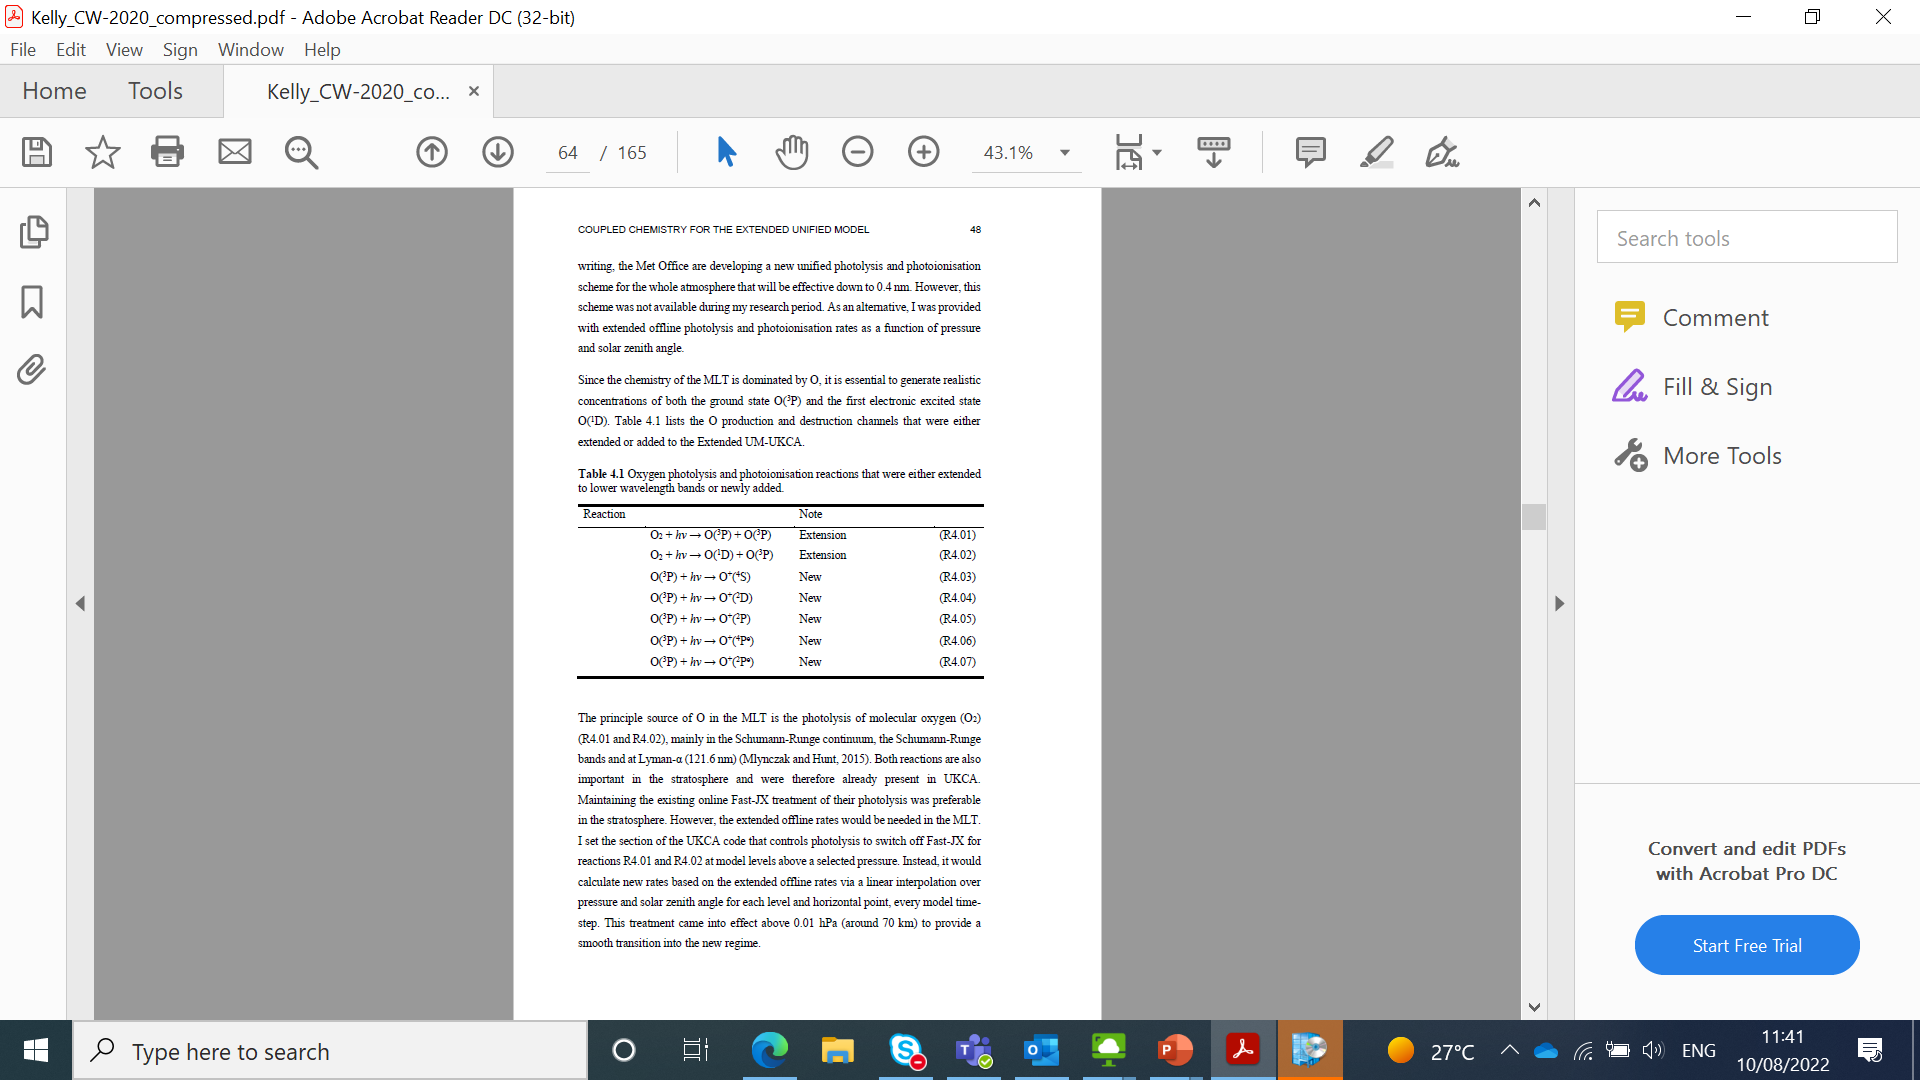 Kelly_CW-2020_compressed.pdf - Adobe Acrobat Reader DC (32-bit)
File Edit View Sign Window Help
Home Tools Kelly_CW-2020_co... ×
64 / 165 43.1%
Search tools
Comment
Fill & Sign
More Tools
Convert and edit PDFs
with Acrobat Pro DC
Start Free Trial
COUPLED CHEMISTRY FOR THE EXTENDED UNIFIED MODEL 48
writing, the Met Office are developing a new unified photolysis and photoionisation
scheme for the whole atmosphere that will be effective down to 0.4 nm. However, this
scheme was not available during my research period. As an alternative, I was provided
with extended offline photolysis and photoionisation rates as a function of pressure
and solar zenith angle.
Since the chemistry of the MLT is dominated by O, it is essential to generate realistic
concentrations of both the ground state O(³P) and the first electronic excited state
O(¹D). Table 4.1 lists the O production and destruction channels that were either
extended or added to the Extended UM-UKCA.
Table 4.1 Oxygen photolysis and photoionisation reactions that were either extended
to lower wavelength bands or newly added.
Reaction Note
O₂ + hv → O(³P) + O(³P) Extension (R4.01)
O₂ + hv → O(¹D) + O(³P) Extension (R4.02)
O(³P) + hv → O⁺(⁴S) New (R4.03)
O(³P) + hv → O⁺(²D) New (R4.04)
O(³P) + hv → O⁺(²P) New (R4.05)
O(³P) + hv → O⁺(⁴Pᵉ) New (R4.06)
O(³P) + hv → O⁺(²Pᵉ) New (R4.07)
The principle source of O in the MLT is the photolysis of molecular oxygen (O₂)
(R4.01 and R4.02), mainly in the Schumann-Runge continuum, the Schumann-Runge
bands and at Lyman-α (121.6 nm) (Mlynczak and Hunt, 2015). Both reactions are also
important in the stratosphere and were therefore already present in UKCA.
Maintaining the existing online Fast-JX treatment of their photolysis was preferable
in the stratosphere. However, the extended offline rates would be needed in the MLT.
I set the section of the UKCA code that controls photolysis to switch off Fast-JX for
reactions R4.01 and R4.02 at model levels above a selected pressure. Instead, it would
calculate new rates based on the extended offline rates via a linear interpolation over
pressure and solar zenith angle for each level and horizontal point, every model time-
step. This treatment came into effect above 0.01 hPa (around 70 km) to provide a
smooth transition into the new regime.
Type here to search
27°C ENG 11:41
10/08/2022